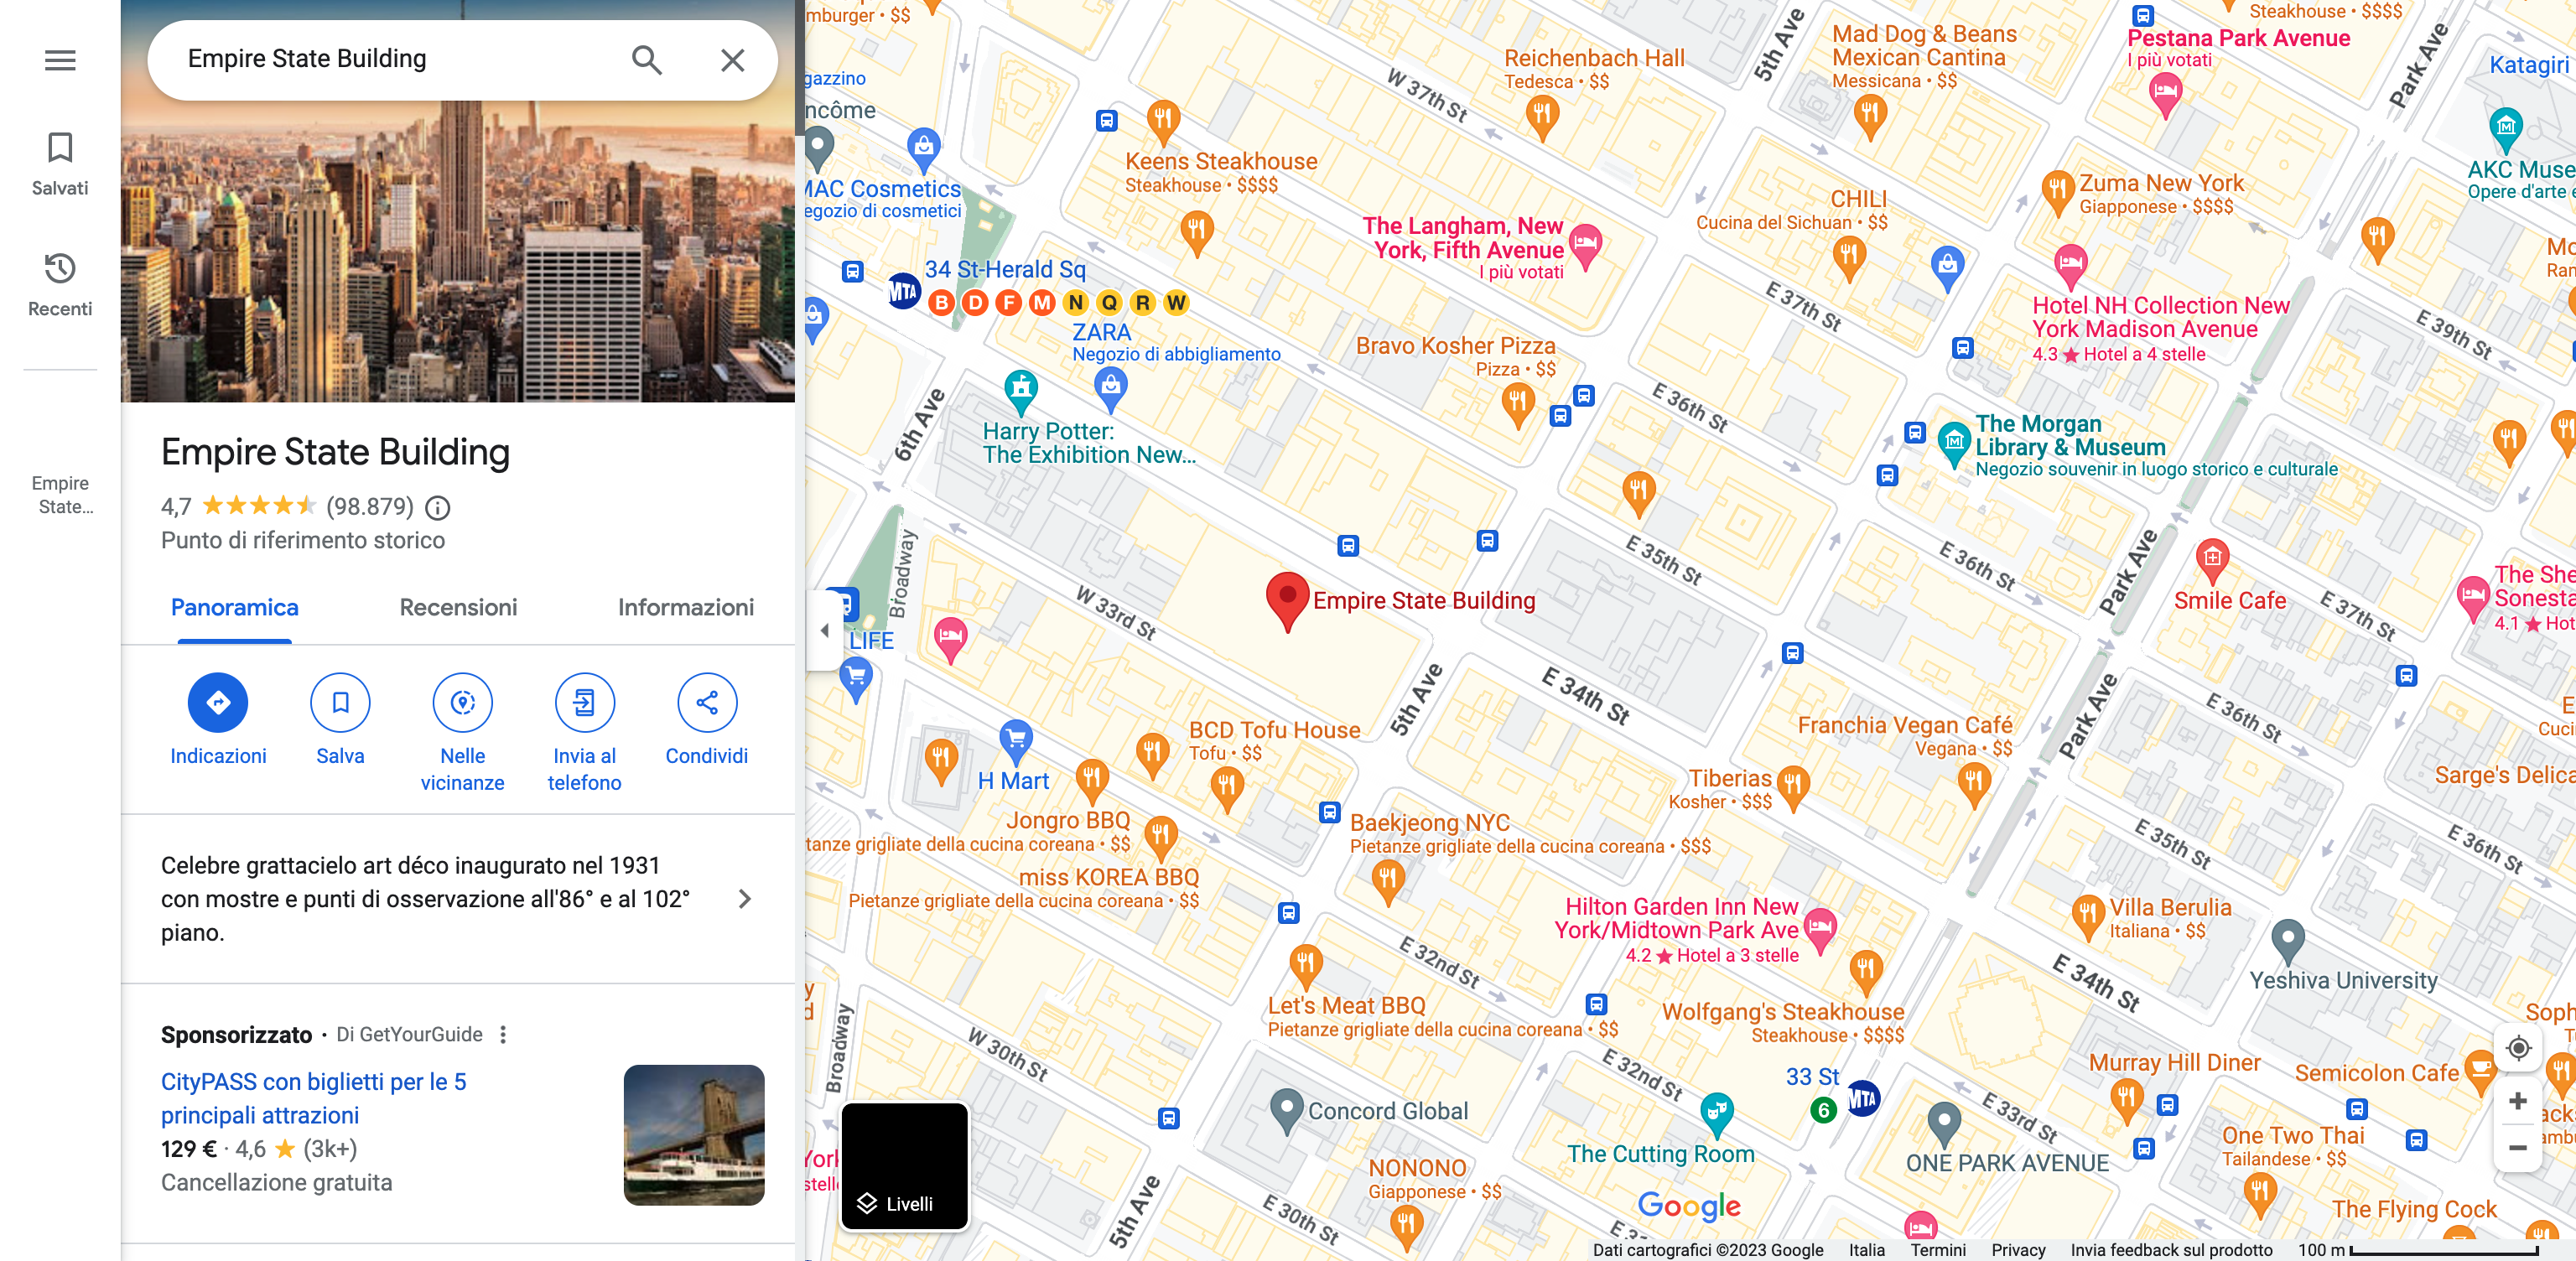 Empire State Building
Salvati
Recenti
Empire
State...
Empire State Building
4,7 (98.879)
Punto di riferimento storico
Panoramica
Recensioni
Informazioni
Indicazioni
Salva
Nelle
vicinanze
Invia al
telefono
Condividi
Celebre grattacielo art déco inaugurato nel 1931
con mostre e punti di osservazione all'86° e al 102°
piano.
Sponsorizzato · Di GetYourGuide
CityPASS con biglietti per le 5
principali attrazioni
129 € · 4,6 (3k+)
Cancellazione gratuita
mburger • $$
gazzino
ncôme
MAC Cosmetics
egozio di cosmetici
Keens Steakhouse
Steakhouse • $$$$
W 37th St
Reichenbach Hall
Tedesca • $$
5th Ave
Mad Dog & Beans
Mexican Cantina
Messicana • $$
Steakhouse • $$$$
Pestana Park Avenue
I più votati
Park Ave
Katagiri
AKC Muse
Opere d'arte e
Zuma New York
Giapponese • $$$$
CHILI
Cucina del Sichuan • $$
The Langham, New
York, Fifth Avenue
I più votati
34 St-Herald Sq
MTA
B D F M N Q R W
ZARA
Negozio di abbigliamento
E 37th St
Hotel NH Collection New
York Madison Avenue
4.3 ★ Hotel a 4 stelle
Mo
Ran
E 39th St
Bravo Kosher Pizza
Pizza • $$
E 36th St
6th Ave
Harry Potter:
The Exhibition New...
The Morgan
Library & Museum
Negozio souvenir in luogo storico e culturale
Broadway
E 35th St
E 36th St
Park Ave
Smile Cafe
E 37th St
The She
Sonesta
4.1 ★ Hot
W 33rd St
Empire State Building
LIFE
5th Ave
E 34th St
Park Ave
E 36th St
E
Cuci
BCD Tofu House
Tofu • $$
H Mart
Franchia Vegan Café
Vegana • $$
Tiberias
Kosher • $$$
Sarge's Delica
Jongro BBQ
tanze grigliate della cucina coreana • $$
miss KOREA BBQ
Pietanze grigliate della cucina coreana • $$
Baekjeong NYC
Pietanze grigliate della cucina coreana • $$$
E 35th St
E 36th St
Hilton Garden Inn New
York/Midtown Park Ave
4.2 ★ Hotel a 3 stelle
Villa Berulia
Italiana • $$
E 32nd St
E 34th St
Yeshiva University
Let's Meat BBQ
Pietanze grigliate della cucina coreana • $$
Wolfgang's Steakhouse
Steakhouse • $$$$
y
d
Broadway
W 30th St
E 32nd St
33 St
6
MTA
Murray Hill Diner
Semicolon Cafe
Soph
E 33rd St
Concord Global
The Cutting Room
ONE PARK AVENUE
One Two Thai
Tailandese • $$
ack
amb
York
stelle
Livelli
NONONO
Giapponese • $$
5th Ave
E 30th St
Google
The Flying Cock
Dati cartografici ©2023 Google
Italia
Termini
Privacy
Invia feedback sul prodotto
100 m